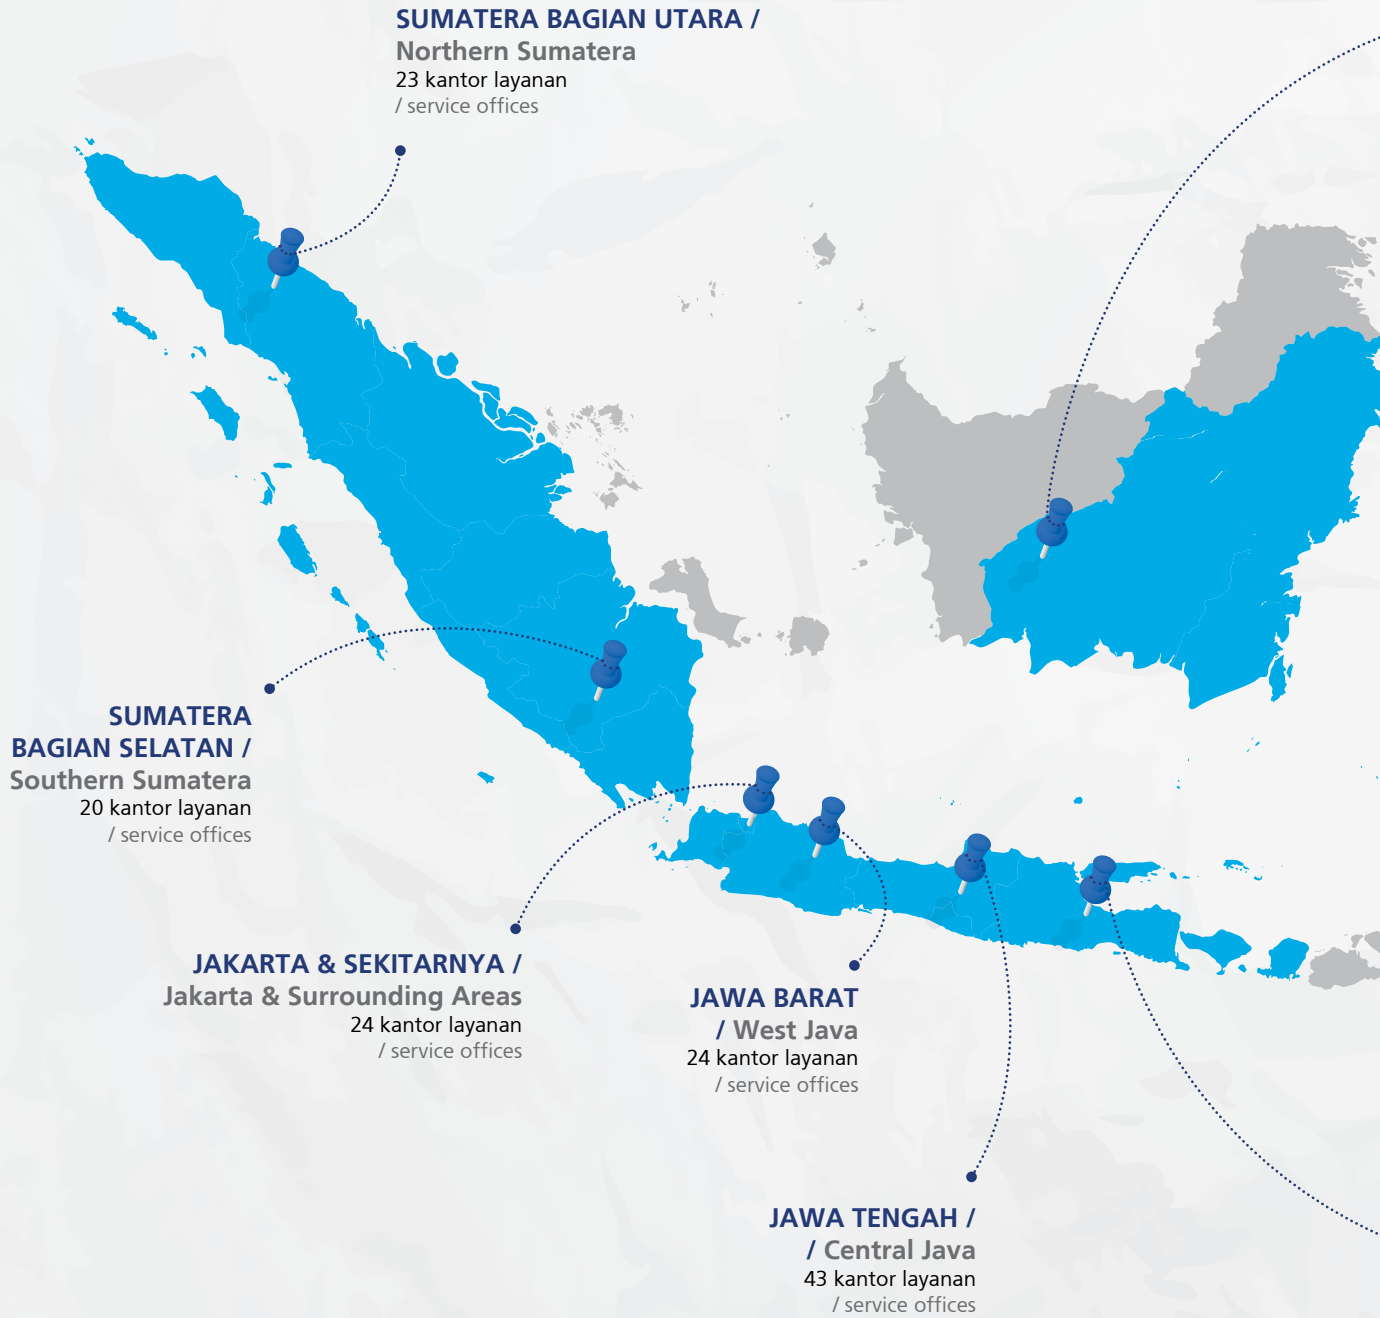 SUMATERA BAGIAN UTARA /
Northern Sumatera
23 kantor layanan
/ service offices
SUMATERA
BAGIAN SELATAN /
Southern Sumatera
20 kantor layanan
/ service offices
JAKARTA & SEKITARNYA /
Jakarta & Surrounding Areas
24 kantor layanan
/ service offices
JAWA BARAT
/ West Java
24 kantor layanan
/ service offices
JAWA TENGAH /
/ Central Java
43 kantor layanan
/ service offices